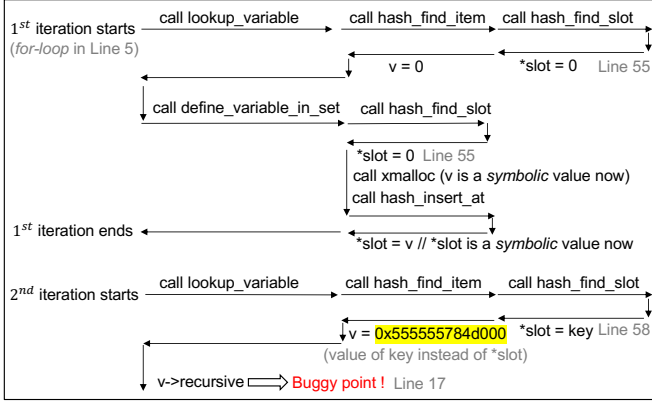 call lookup_variable call hash_find_item call hash_find_slot
1st iteration starts
(for-loop in Line 5)
v = 0 *slot = 0 Line 55
call define_variable_in_set call hash_find_slot
*slot = 0 Line 55
call xmalloc (v is a symbolic value now)
call hash_insert_at
1st iteration ends
*slot = v // *slot is a symbolic value now
call lookup_variable call hash_find_item call hash_find_slot
2nd iteration starts
v = 0x555555784d000 *slot = key Line 58
(value of key instead of *slot)
v->recursive Buggy point ! Line 17